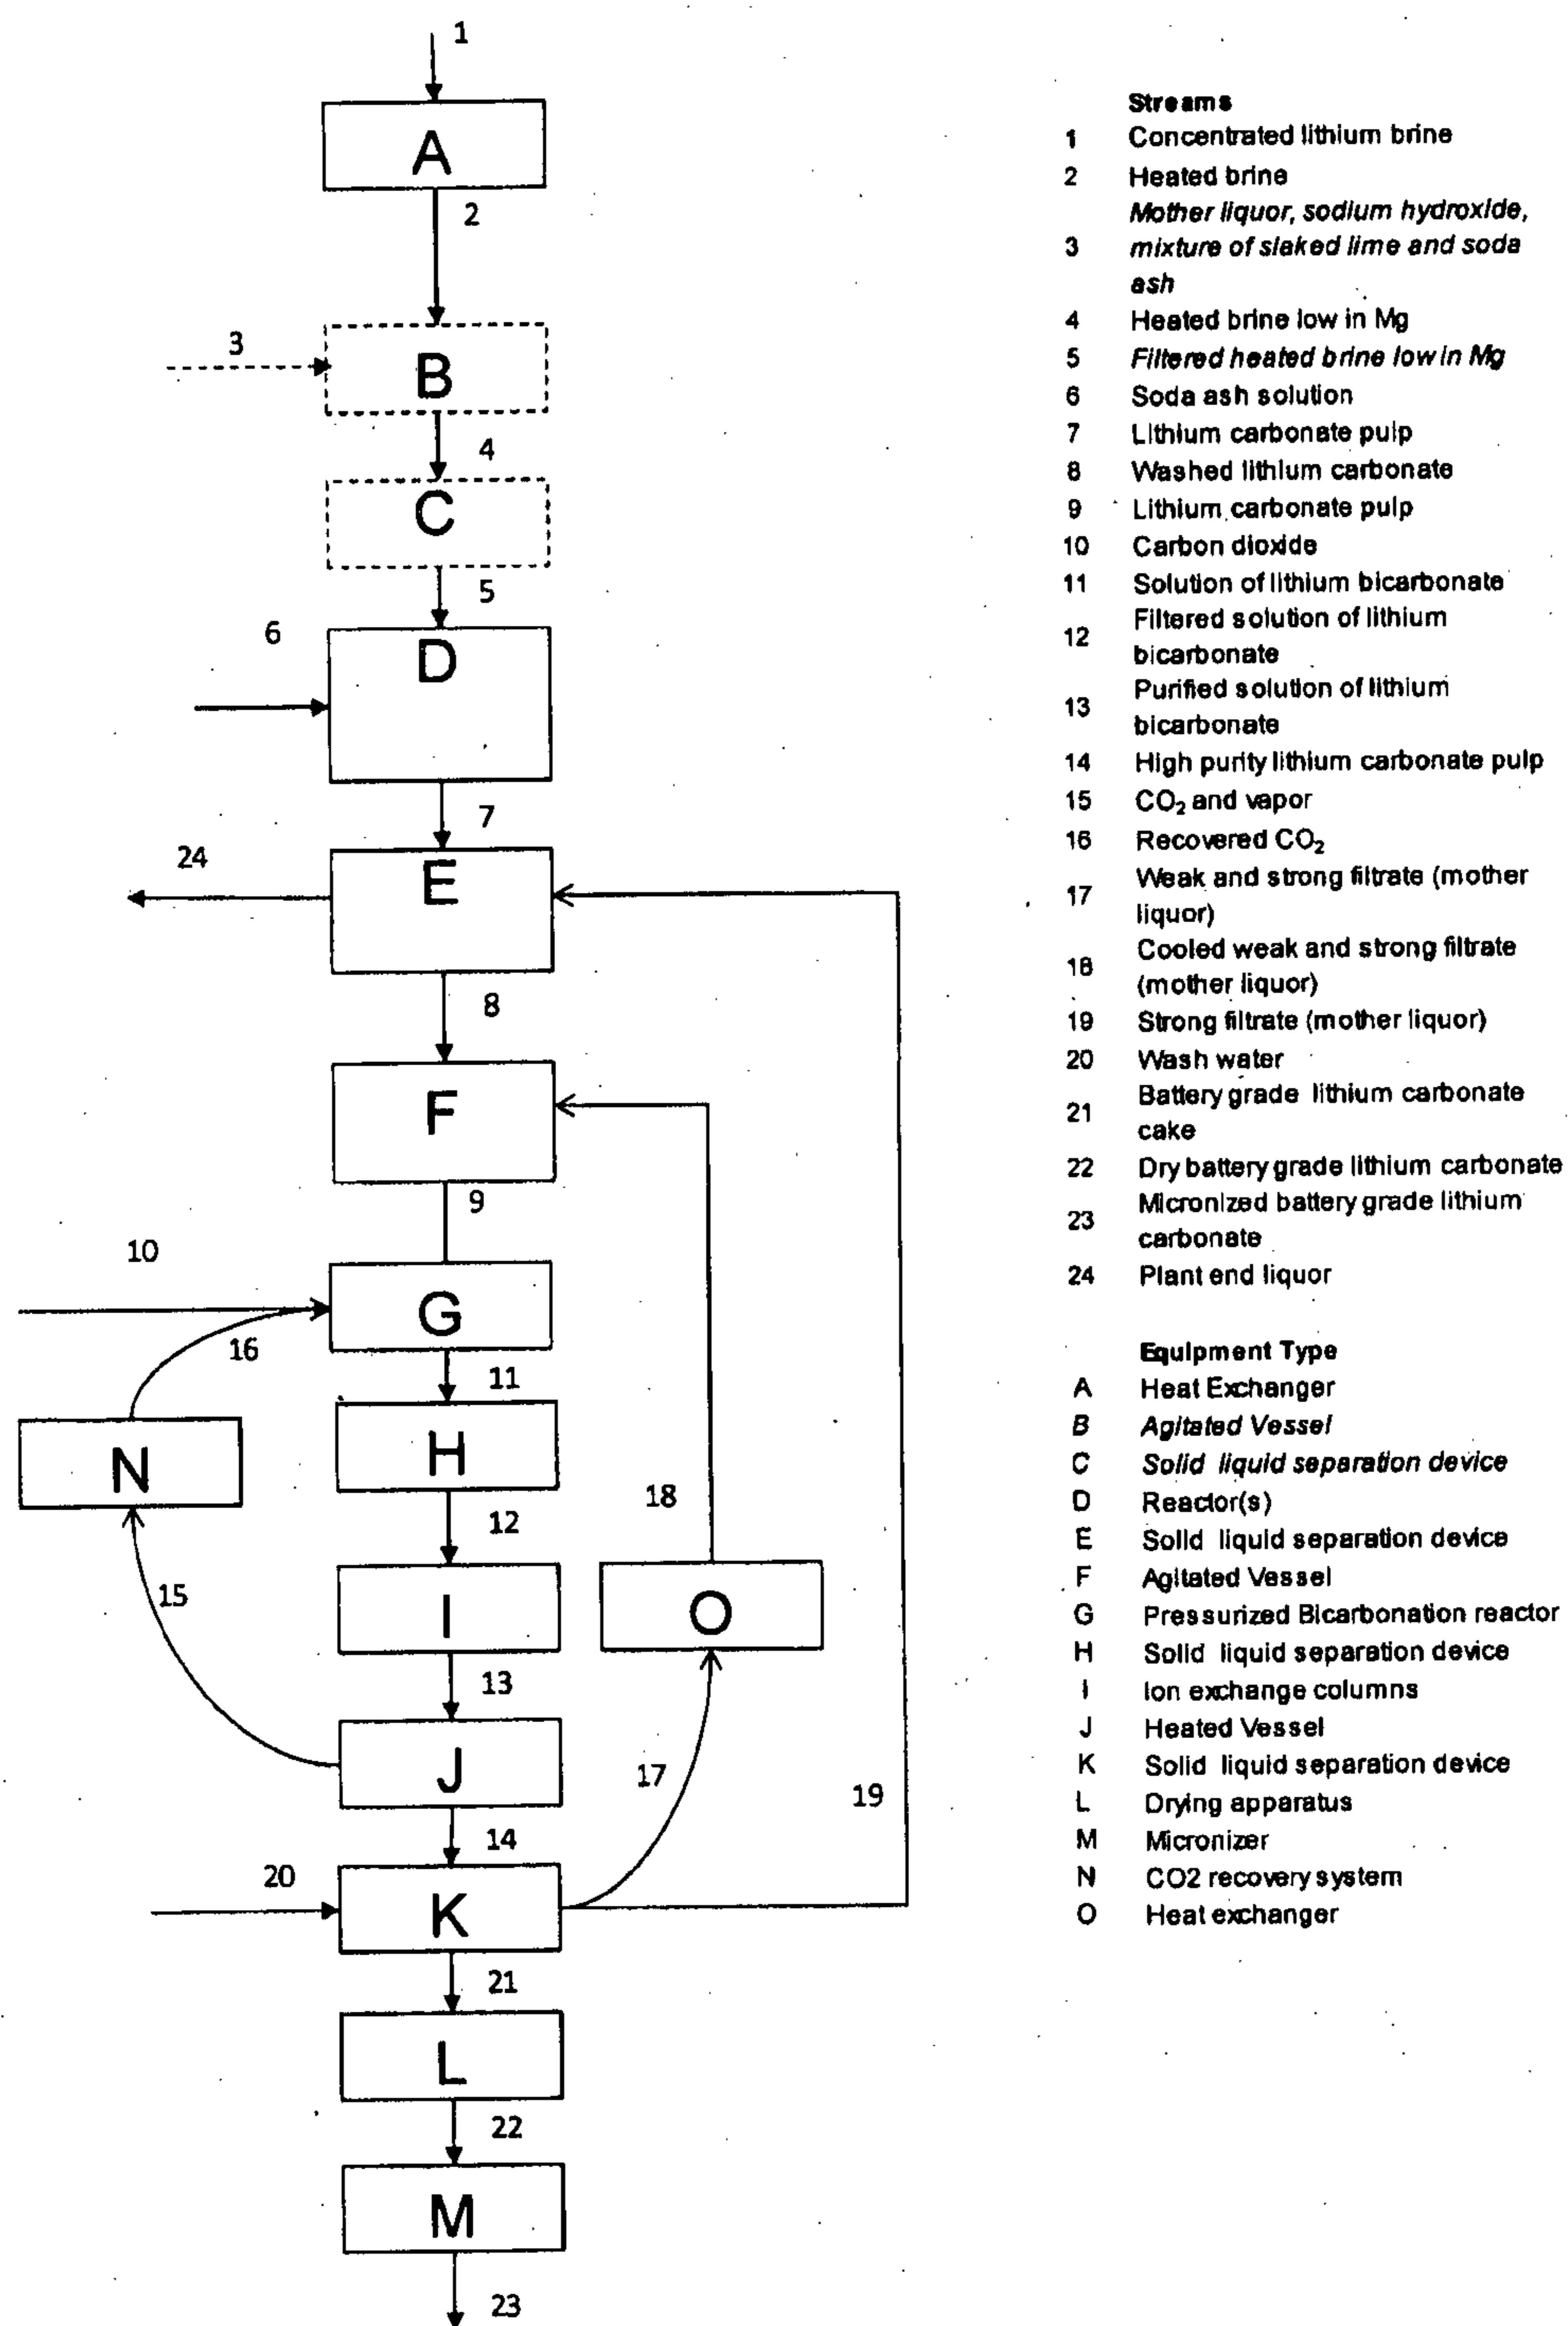 1
A
2
3
B
4
C
5
6
D
7
24
E
8
F
9
10
G
16
11
H
N
12
18
15
I
O
13
J
17
19
14
20
K
21
L
22
M
23
Streams
1 Concentrated lithium brine
2 Heated brine
Mother liquor, sodium hydroxide,
3 mixture of slaked lime and soda
ash
4 Heated brine low in Mg
5 Filtered heated brine low in Mg
6 Soda ash solution
7 Lithium carbonate pulp
8 Washed lithium carbonate
9 Lithium carbonate pulp
10 Carbon dioxide
11 Solution of lithium bicarbonate
Filtered solution of lithium
12
bicarbonate
Purified solution of lithium
13
bicarbonate
14 High purity lithium carbonate pulp
15 CO₂ and vapor
16 Recovered CO₂
Weak and strong filtrate (mother
17
liquor)
Cooled weak and strong filtrate
18
(mother liquor)
19 Strong filtrate (mother liquor)
20 Wash water
Battery grade lithium carbonate
21
cake
22 Dry battery grade lithium carbonate
Micronized battery grade lithium
23
carbonate
24 Plant end liquor
Equipment Type
A Heat Exchanger
B Agitated Vessel
C Solid liquid separation device
D Reactor(s)
E Solid liquid separation device
F Agitated Vessel
G Pressurized Bicarbonation reactor
H Solid liquid separation device
I Ion exchange columns
J Heated Vessel
K Solid liquid separation device
L Drying apparatus
M Micronizer
N CO2 recovery system
O Heat exchanger